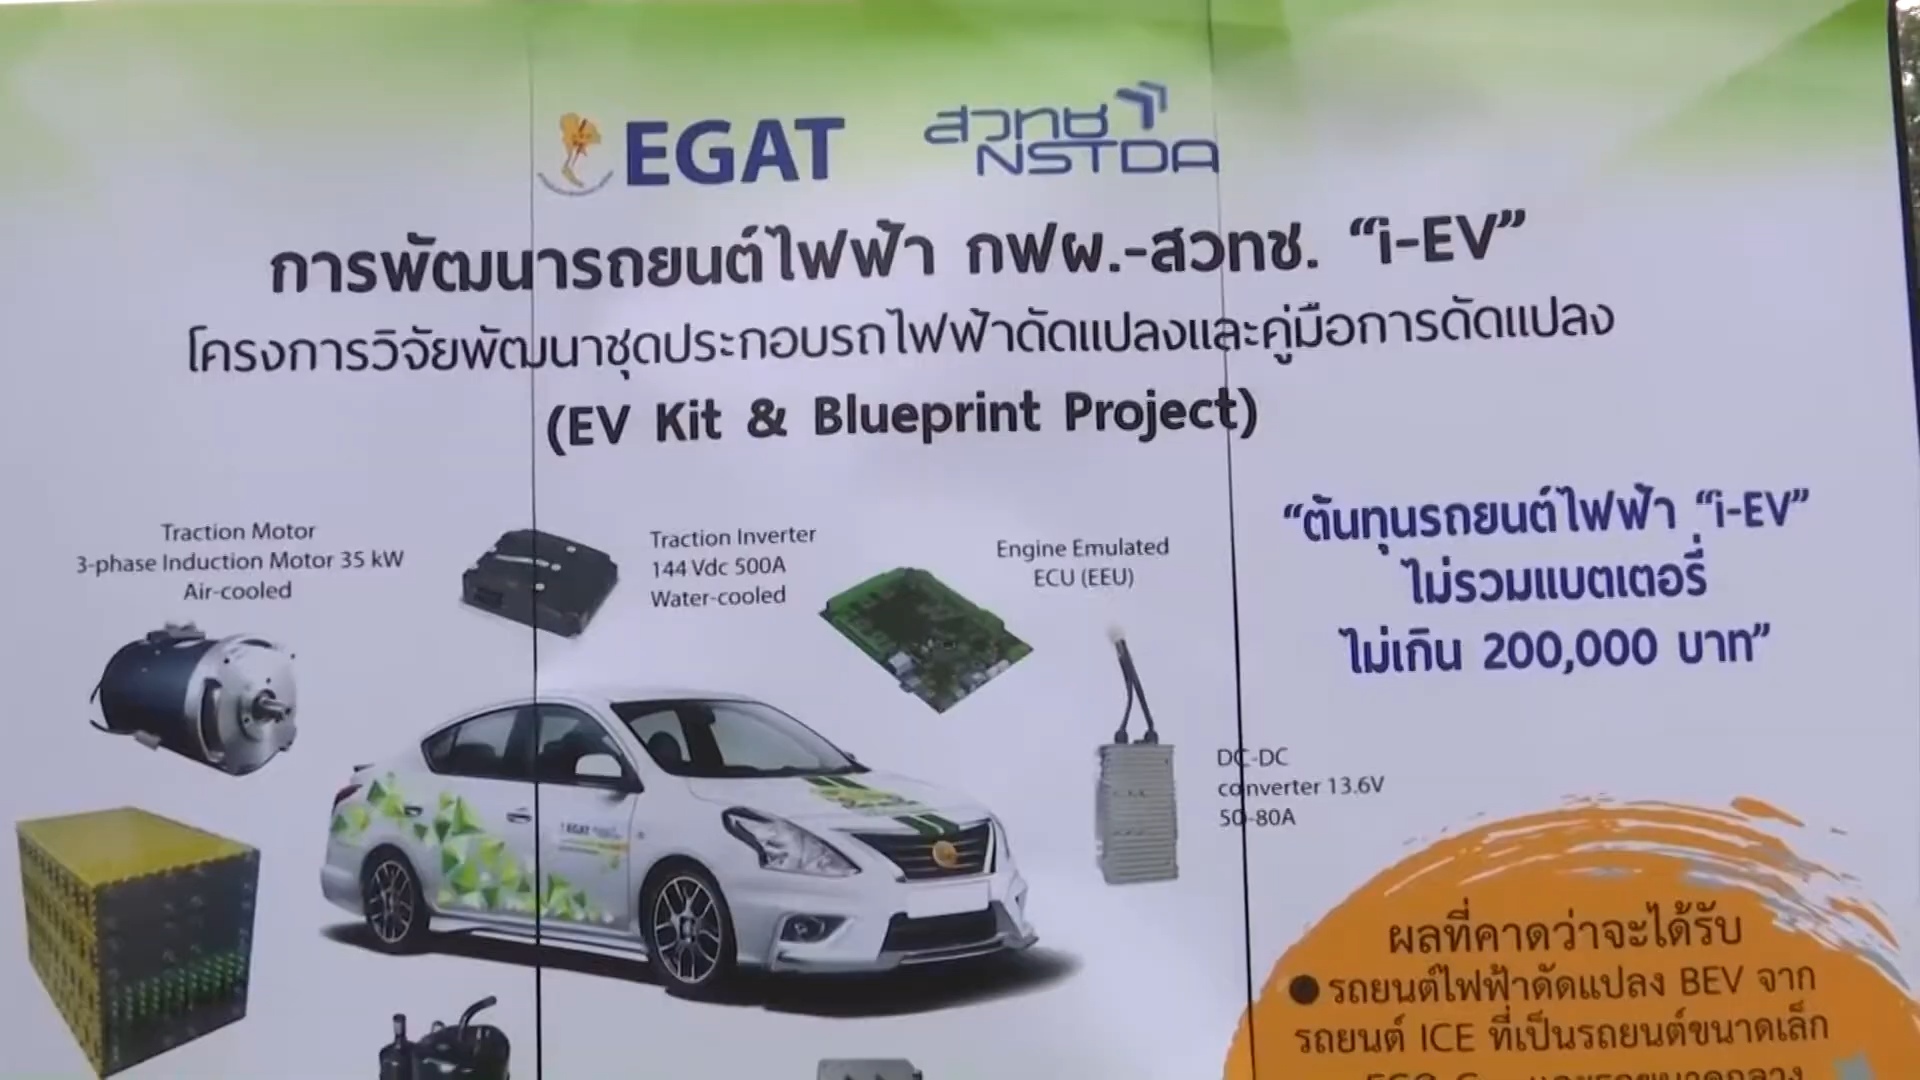 EGAT
สวทช
NSTDA
การพัฒนารถยนต์ไฟฟ้า กฟผ.-สวทช. “i-EV”
โครงการวิจัยพัฒนาชุดประกอบรถไฟฟ้าดัดแปลงและคู่มือการดัดแปลง
(EV Kit & Blueprint Project)
Traction Motor
3-phase Induction Motor 35 kW
Air-cooled
Traction Inverter
144 Vdc 500A
Water-cooled
Engine Emulated
ECU (EEU)
“ต้นทุนรถยนต์ไฟฟ้า “i-EV”
ไม่รวมแบตเตอรี่
ไม่เกิน 200,000 บาท”
DC-DC
converter 13.6V
50-80A
EGAT
ผลที่คาดว่าจะได้รับ
● รถยนต์ไฟฟ้าดัดแปลง BEV จาก
รถยนต์ ICE ที่เป็นรถยนต์ขนาดเล็ก